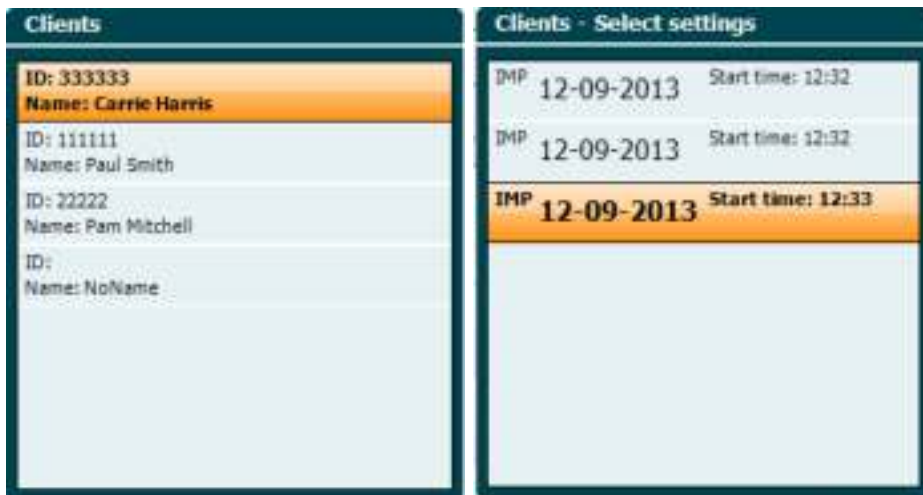 Clients
ID: 333333
Name: Carrie Harris
ID: 111111
Name: Paul Smith
ID: 22222
Name: Pam Mitchell
ID:
Name: NoName
Clients - Select settings
IMP 12-09-2013 Start time: 12:32
IMP 12-09-2013 Start time: 12:32
IMP 12-09-2013 Start time: 12:33